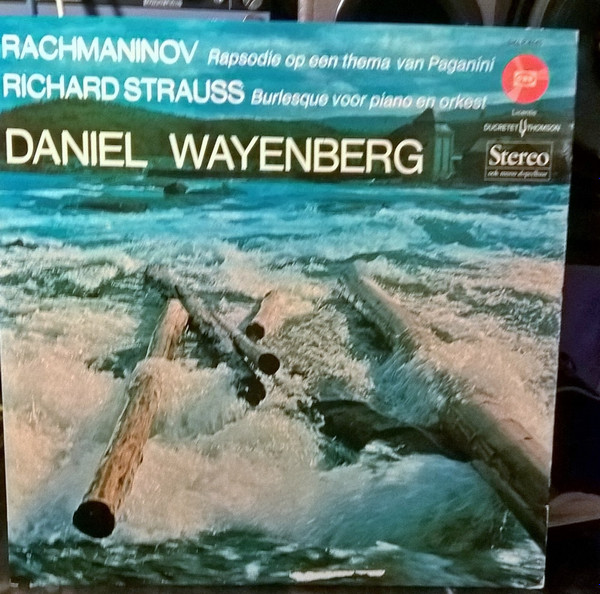 RACHMANINOV Rapsodie op een thema van Paganini
RICHARD STRAUSS Burlesque voor piano en orkest
DANIEL WAYENBERG
DUCRETET THOMSON
Stereo